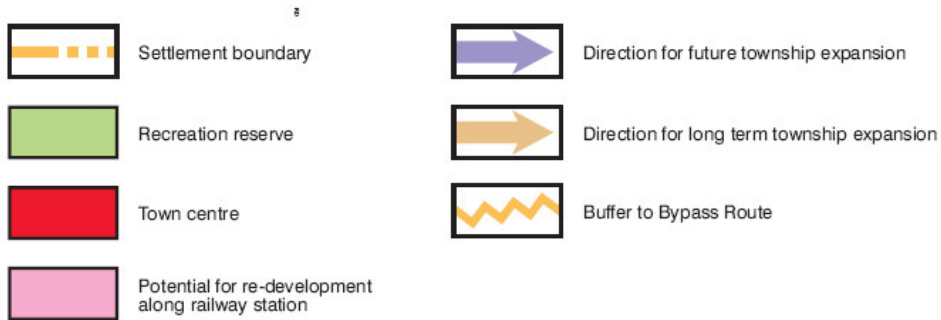 Settlement boundary
Recreation reserve
Town centre
Potential for re-development
along railway station
Direction for future township expansion
Direction for long term township expansion
Buffer to Bypass Route